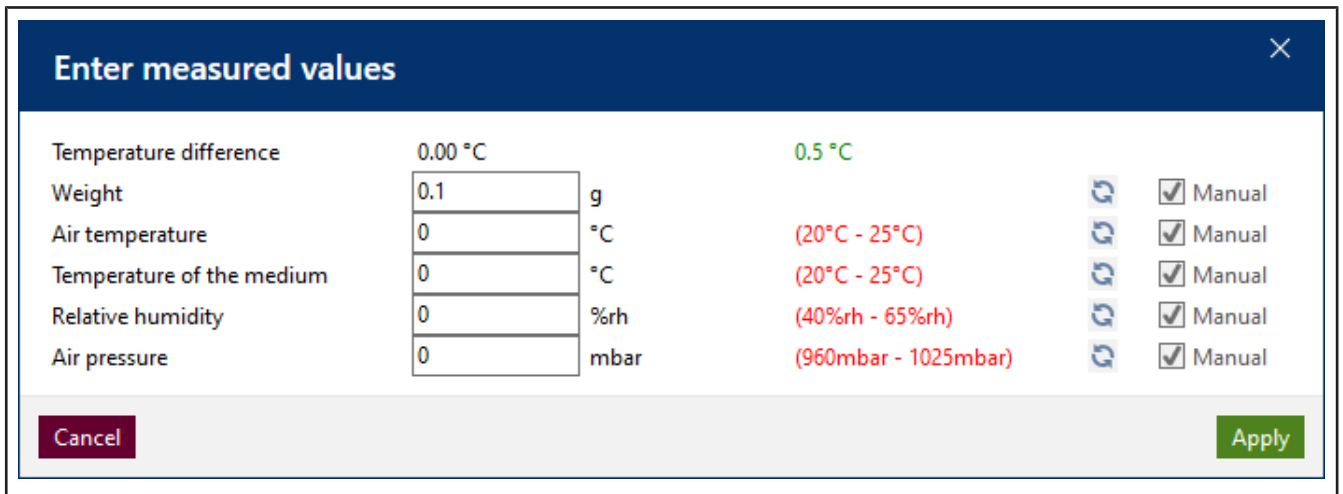 Enter measured values
Temperature difference 0.00 °C 0.5 °C
Weight 0.1 g Manual
Air temperature 0 °C (20°C - 25°C) Manual
Temperature of the medium 0 °C (20°C - 25°C) Manual
Relative humidity 0 %rh (40%rh - 65%rh) Manual
Air pressure 0 mbar (960mbar - 1025mbar) Manual
Cancel Apply